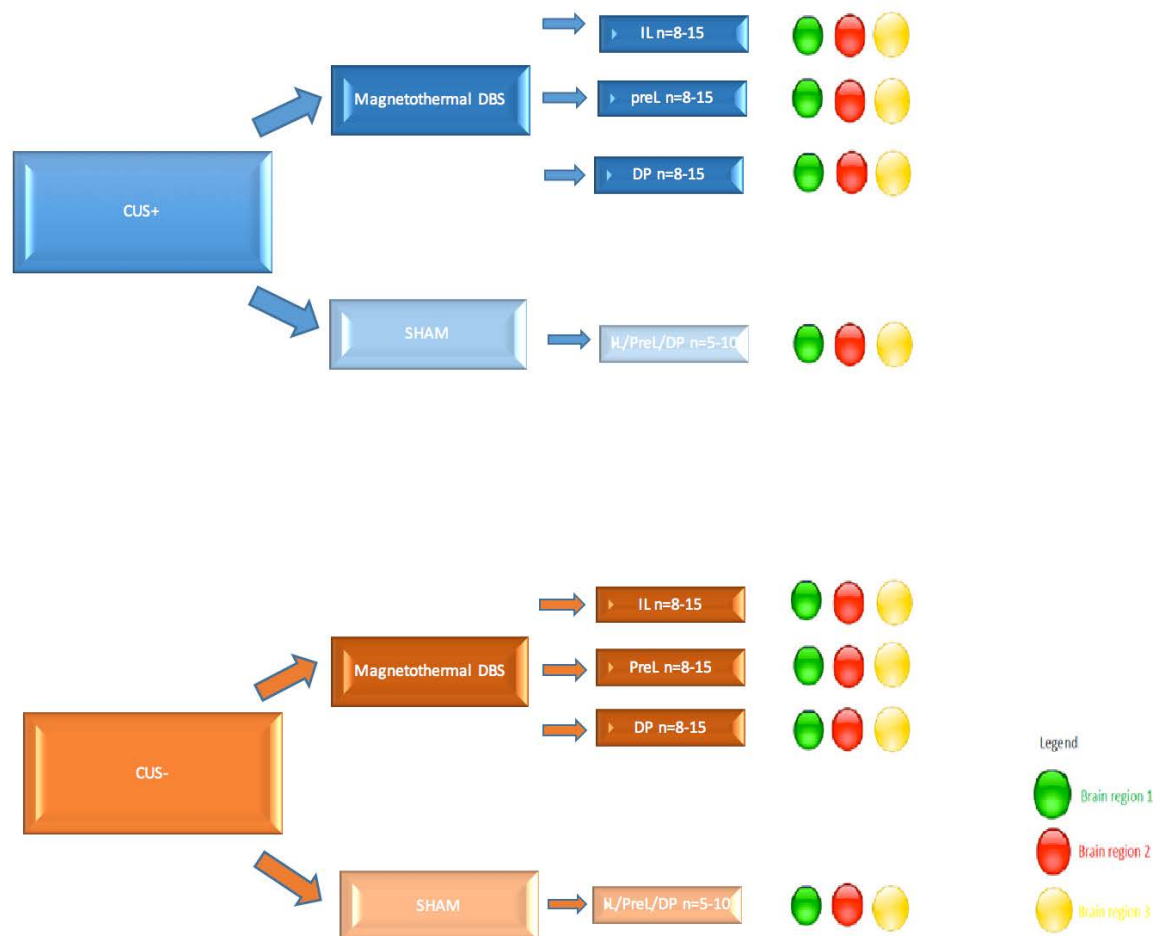 IL n=8-15
Magnetothermal DBS
preL n=8-15
DP n=8-15
CUS+
SHAM
IL/PreL/DP n=5-10
IL n=8-15
Magnetothermal DBS
PreL n=8-15
DP n=8-15
CUS-
SHAM
IL/PreL/DP n=5-10
Legend
Brain region 1
Brain region 2
Brain region 3